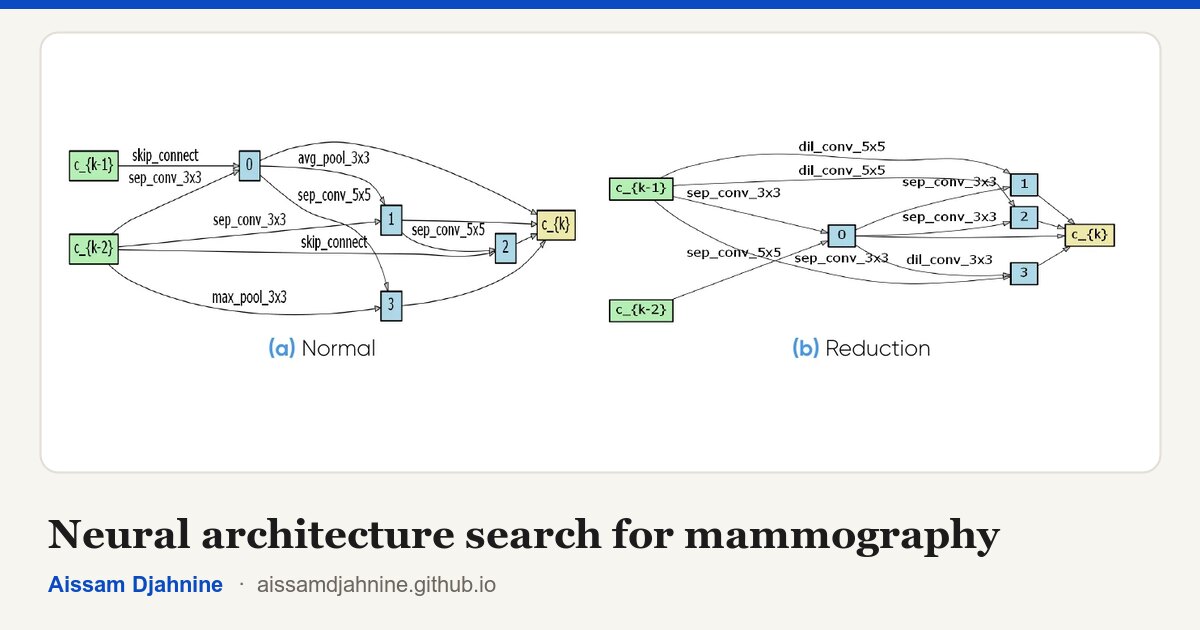 c_{k-1}
skip_connect
sep_conv_3x3
0
avg_pool_3x3
sep_conv_5x5
c_{k-2}
sep_conv_3x3
skip_connect
max_pool_3x3
1
sep_conv_5x5
2
3
c_{k}
(a) Normal
dil_conv_5x5
dil_conv_5x5
c_{k-1}
sep_conv_3x3
sep_conv_3x3
1
sep_conv_3x3
2
0
c_{k}
sep_conv_5x5
sep_conv_3x3
dil_conv_3x3
3
c_{k-2}
(b) Reduction
Neural architecture search for mammography
Aissam Djahnine · aissamdjahnine.github.io